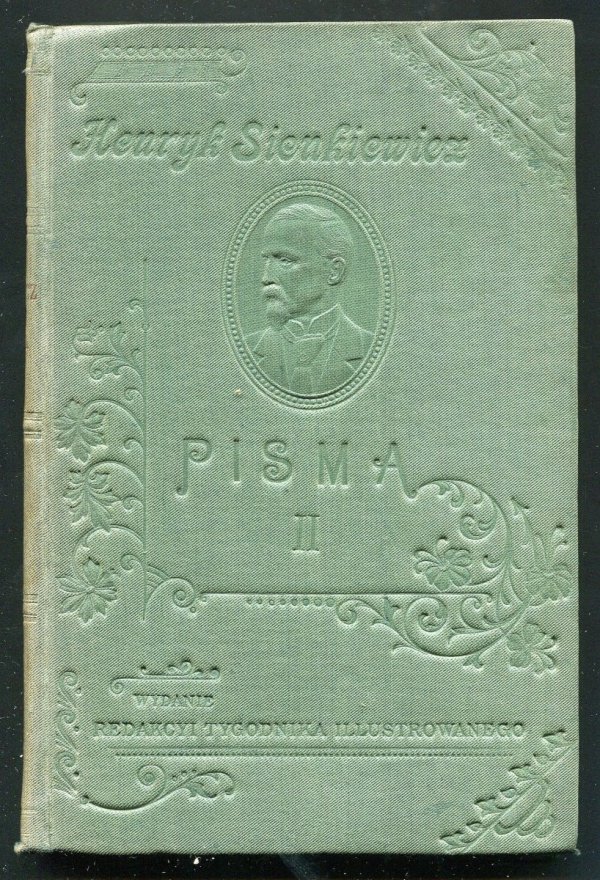 Henryk Sienkiewicz
PISMA
II
WYDANIE
REDAKCYI TYGODNIKA ILLUSTROWANEGO